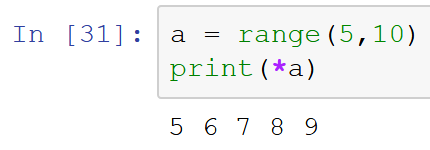 In [31]: a = range(5,10)
print(*a)
5 6 7 8 9